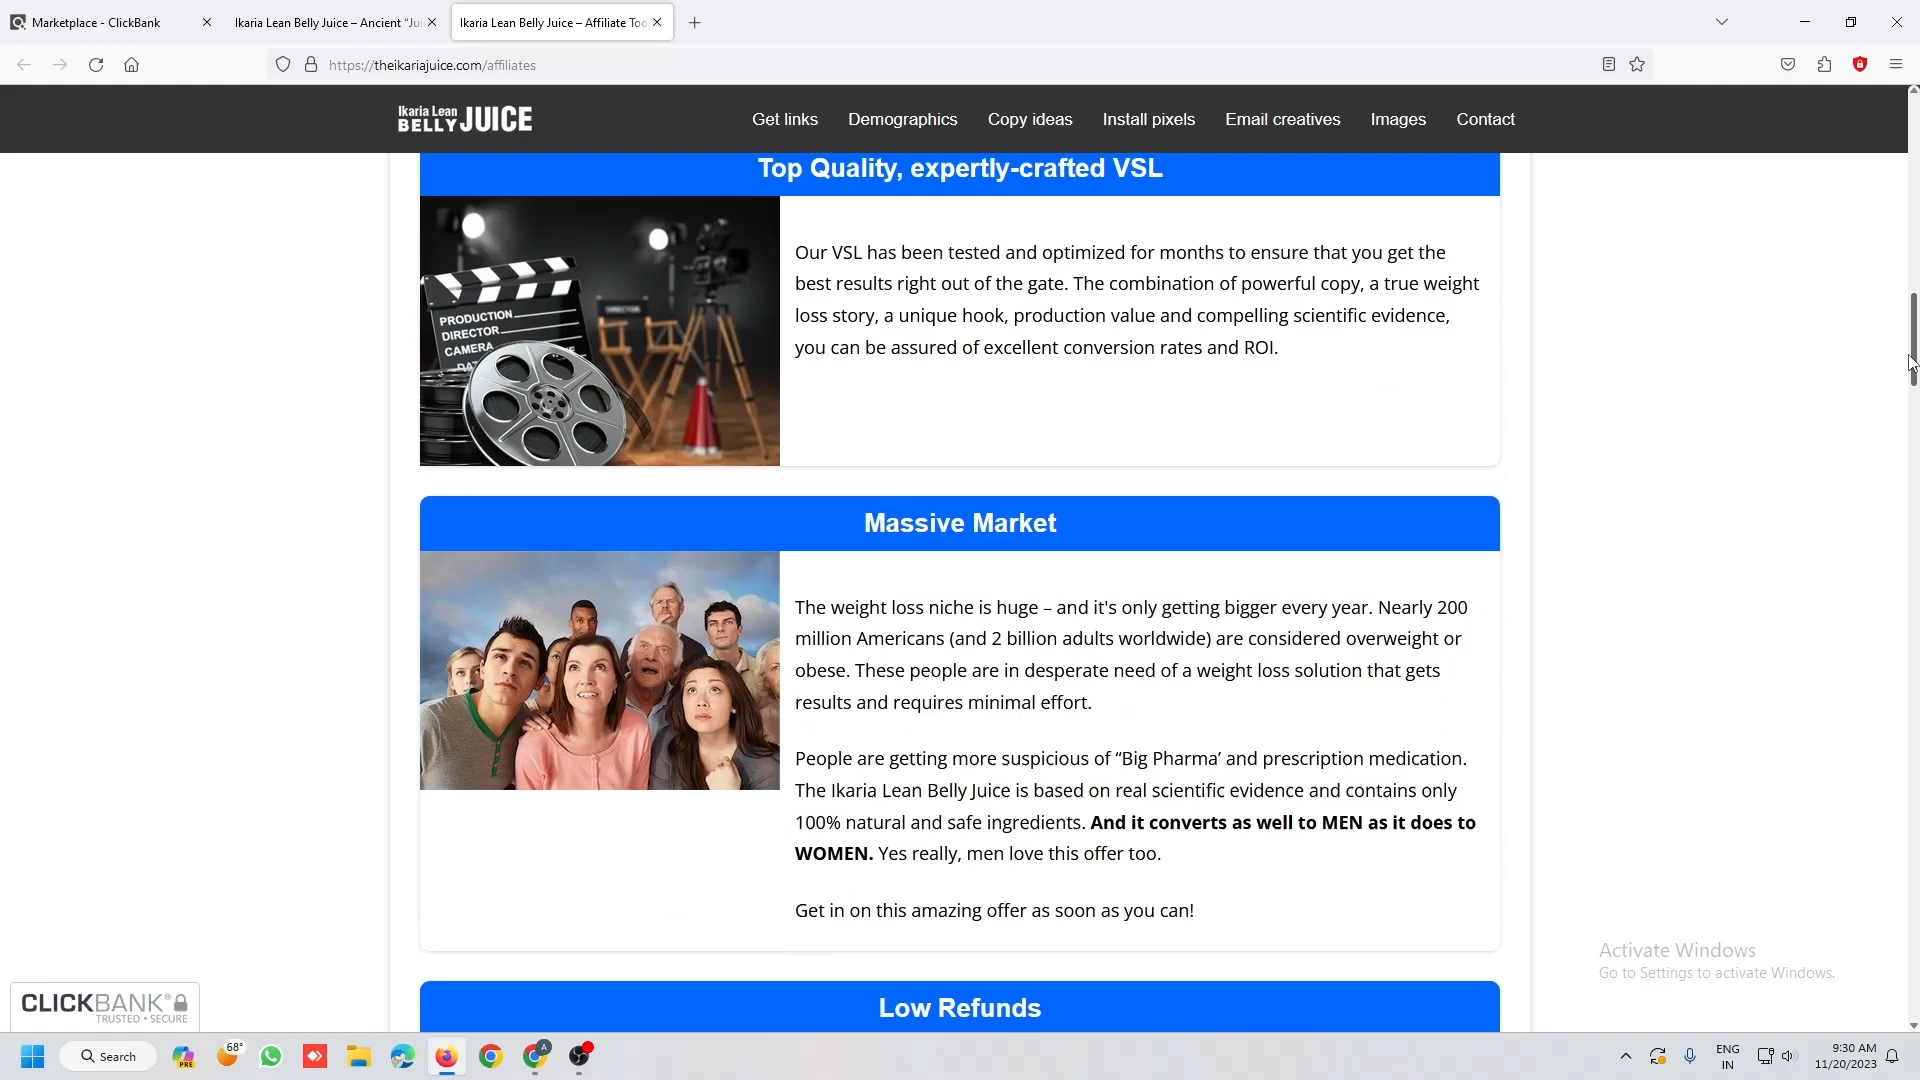 Marketplace - ClickBank
Ikaria Lean Belly Juice – Ancient "Ju
Ikaria Lean Belly Juice – Affiliate Too
https://theikariajuice.com/affiliates
Ikaria Lean
BELLY JUICE
Get links
Demographics
Copy ideas
Install pixels
Email creatives
Images
Contact
Top Quality, expertly-crafted VSL
PRODUCTION
DIRECTOR
CAMERA
Our VSL has been tested and optimized for months to ensure that you get the
best results right out of the gate. The combination of powerful copy, a true weight
loss story, a unique hook, production value and compelling scientific evidence,
you can be assured of excellent conversion rates and ROI.
Massive Market
The weight loss niche is huge – and it's only getting bigger every year. Nearly 200
million Americans (and 2 billion adults worldwide) are considered overweight or
obese. These people are in desperate need of a weight loss solution that gets
results and requires minimal effort.
People are getting more suspicious of “Big Pharma’ and prescription medication.
The Ikaria Lean Belly Juice is based on real scientific evidence and contains only
100% natural and safe ingredients. And it converts as well to MEN as it does to
WOMEN. Yes really, men love this offer too.
Get in on this amazing offer as soon as you can!
Low Refunds
Activate Windows
Go to Settings to activate Windows.
CLICKBANK®
TRUSTED • SECURE
Search
PRE
68°
A
ENG
IN
9:30 AM
11/20/2023